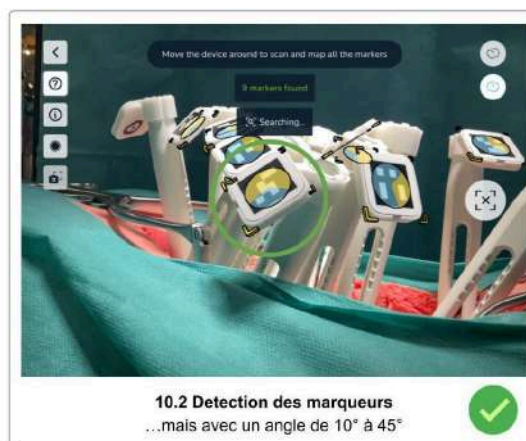 Move the device around to scan and map all the markers
9 markers found
Searching...
10.2 Detection des marqueurs
...mais avec un angle de 10° à 45°